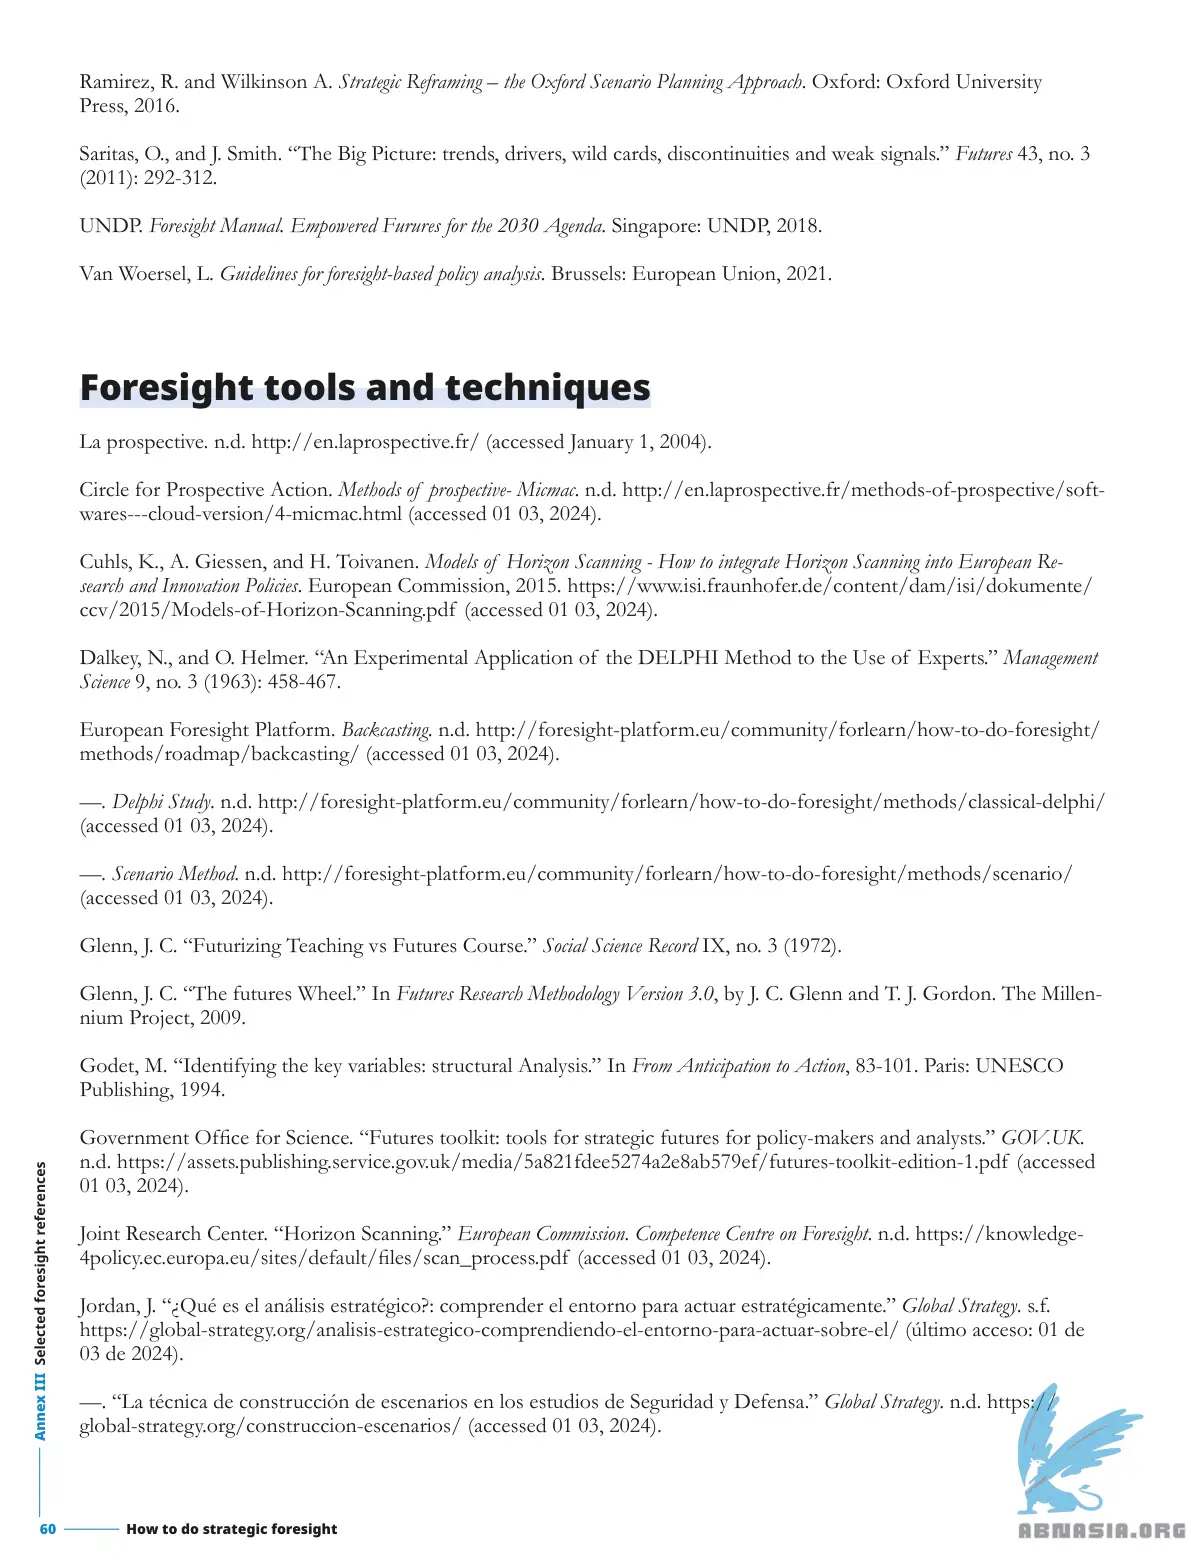 Ramirez, R. and Wilkinson A. Strategic Reframing – the Oxford Scenario Planning Approach. Oxford: Oxford University
Press, 2016.
Saritas, O., and J. Smith. “The Big Picture: trends, drivers, wild cards, discontinuities and weak signals.” Futures 43, no. 3
(2011): 292-312.
UNDP. Foresight Manual. Empowered Furures for the 2030 Agenda. Singapore: UNDP, 2018.
Van Woersel, L. Guidelines for foresight-based policy analysis. Brussels: European Union, 2021.
Foresight tools and techniques
La prospective. n.d. http://en.laprospective.fr/ (accessed January 1, 2004).
Circle for Prospective Action. Methods of prospective- Micmac. n.d. http://en.laprospective.fr/methods-of-prospective/soft-
wares---cloud-version/4-micmac.html (accessed 01 03, 2024).
Cuhls, K., A. Giessen, and H. Toivanen. Models of Horizon Scanning - How to integrate Horizon Scanning into European Re-
search and Innovation Policies. European Commission, 2015. https://www.isi.fraunhofer.de/content/dam/isi/dokumente/
ccv/2015/Models-of-Horizon-Scanning.pdf (accessed 01 03, 2024).
Dalkey, N., and O. Helmer. “An Experimental Application of the DELPHI Method to the Use of Experts.” Management
Science 9, no. 3 (1963): 458-467.
European Foresight Platform. Backcasting. n.d. http://foresight-platform.eu/community/forlearn/how-to-do-foresight/
methods/roadmap/backcasting/ (accessed 01 03, 2024).
—. Delphi Study. n.d. http://foresight-platform.eu/community/forlearn/how-to-do-foresight/methods/classical-delphi/
(accessed 01 03, 2024).
—. Scenario Method. n.d. http://foresight-platform.eu/community/forlearn/how-to-do-foresight/methods/scenario/
(accessed 01 03, 2024).
Glenn, J. C. “Futurizing Teaching vs Futures Course.” Social Science Record IX, no. 3 (1972).
Glenn, J. C. “The futures Wheel.” In Futures Research Methodology Version 3.0, by J. C. Glenn and T. J. Gordon. The Millen-
nium Project, 2009.
Godet, M. “Identifying the key variables: structural Analysis.” In From Anticipation to Action, 83-101. Paris: UNESCO
Publishing, 1994.
Government Office for Science. “Futures toolkit: tools for strategic futures for policy-makers and analysts.” GOV.UK.
n.d. https://assets.publishing.service.gov.uk/media/5a821fdee5274a2e8ab579ef/futures-toolkit-edition-1.pdf (accessed
01 03, 2024).
Joint Research Center. “Horizon Scanning.” European Commission. Competence Centre on Foresight. n.d. https://knowledge-
4policy.ec.europa.eu/sites/default/files/scan_process.pdf (accessed 01 03, 2024).
Jordan, J. “¿Qué es el análisis estratégico?: comprender el entorno para actuar estratégicamente.” Global Strategy. s.f.
https://global-strategy.org/analisis-estrategico-comprendiendo-el-entorno-para-actuar-sobre-el/ (último acceso: 01 de
03 de 2024).
—. “La técnica de construcción de escenarios en los estudios de Seguridad y Defensa.” Global Strategy. n.d. https://
global-strategy.org/construccion-escenarios/ (accessed 01 03, 2024).
Annex III Selected foresight references
60 How to do strategic foresight
ABNASIA.ORG